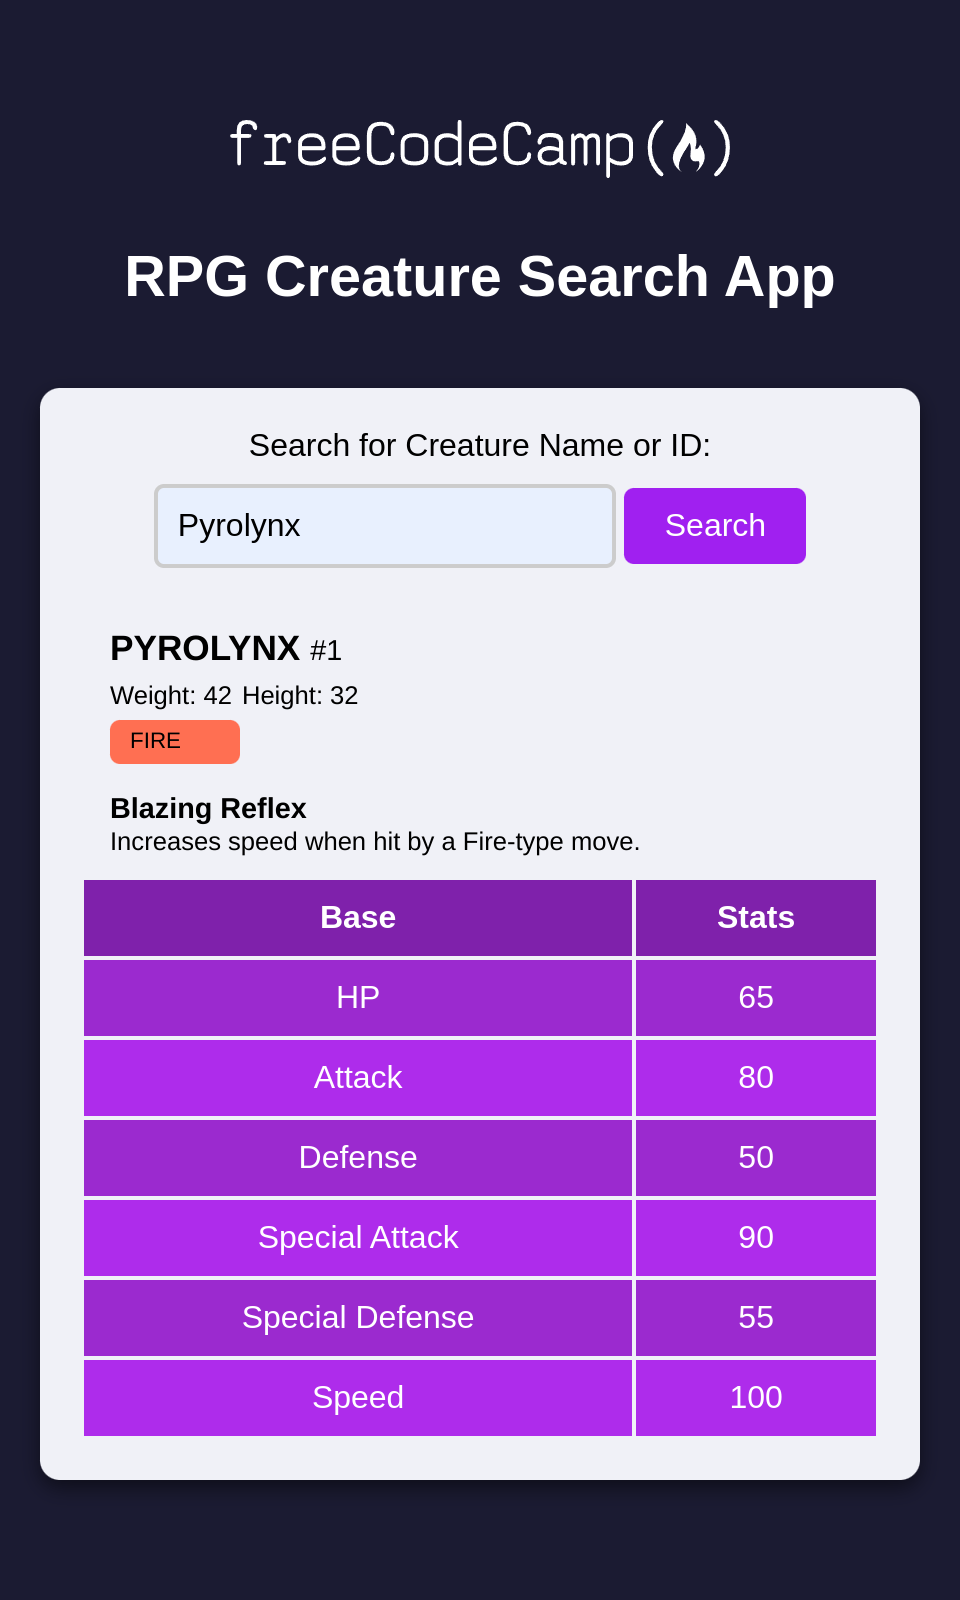 freeCodeCamp(🔥)
RPG Creature Search App
Search for Creature Name or ID:
Pyrolynx Search
PYROLYNX #1
Weight: 42 Height: 32
FIRE
Blazing Reflex
Increases speed when hit by a Fire-type move.
Base Stats
HP 65
Attack 80
Defense 50
Special Attack 90
Special Defense 55
Speed 100